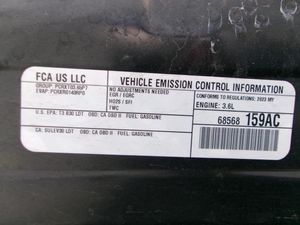 FCA US LLC
GROUP: PCRXT03.65P7
EVAP: PCRXR0149RP0
VEHICLE EMISSION CONTROL INFORMATION
NO ADJUSTMENTS NEEDED
EGR / EGRC
HO2S / SFI
TWC
CONFORMS TO REGULATIONS: 2023 MY
ENGINE: 3.6L
68568 159AC
U.S. EPA: T3 B30 LDT OBD: CA OBD II FUEL: GASOLINE
CA: SULEV30 LDT OBD: CA OBD II FUEL: GASOLINE